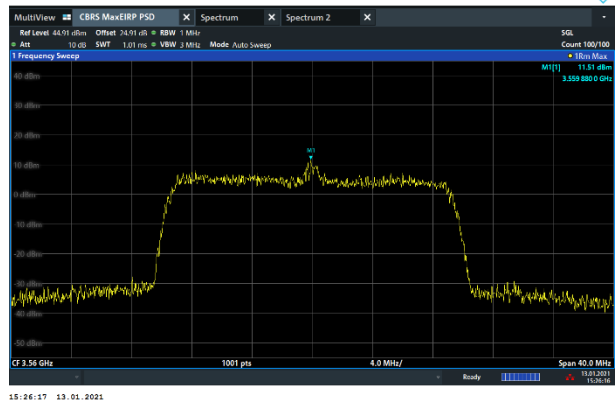 MultiView CBRS MaxEIRP PSD X Spectrum X Spectrum 2 X
Ref Level 44.91 dBm Offset 24.91 dB RBW 1 MHz SGL
Att 10 dB SWT 1.01 ms VBW 3 MHz Mode Auto Sweep Count 100/100
1 Frequency Sweep 1Rm Max
M1[1] 11.51 dBm
3.559 880 0 GHz
40 dBm
30 dBm
20 dBm
M1
10 dBm
0 dBm
-10 dBm
-20 dBm
-30 dBm
-40 dBm
-50 dBm
CF 3.56 GHz 1001 pts 4.0 MHz/ Span 40.0 MHz
Ready 13.01.2021
15:26:16
15:26:17 13.01.2021